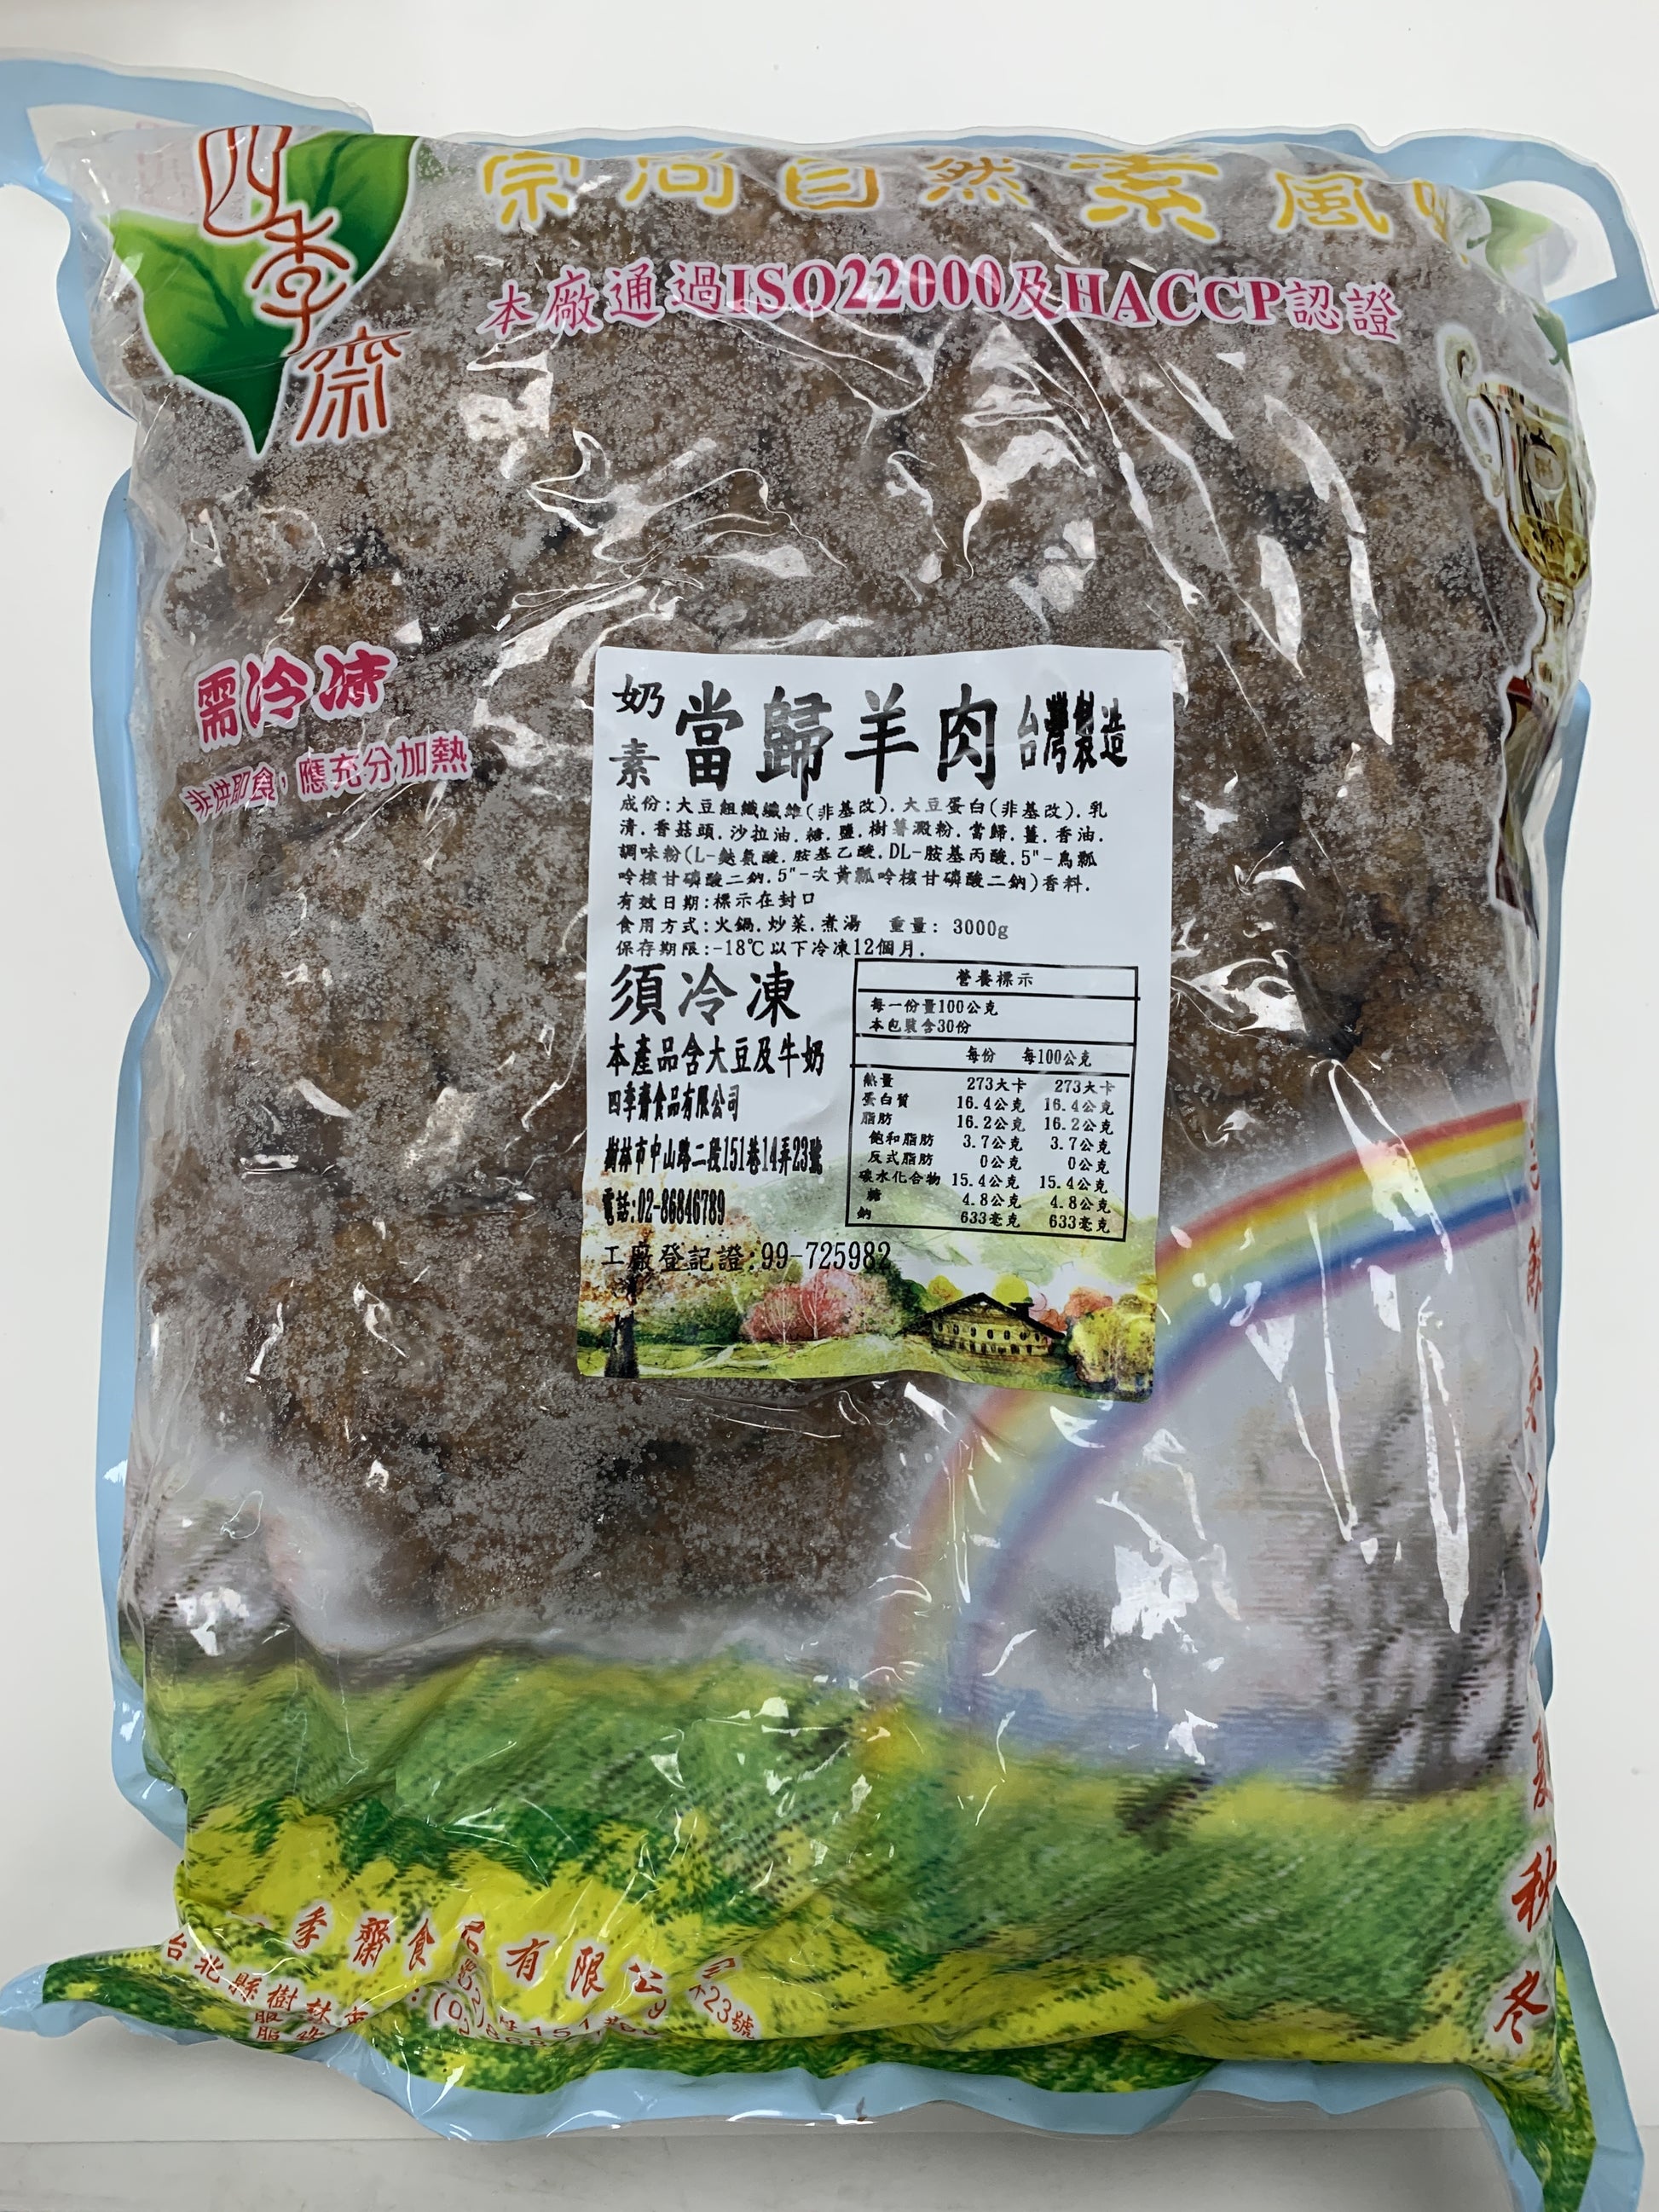 四季齋
宗尚自然素風
本廠通過ISO22000及HACCP認證
需冷凍
非供即食，應充分加熱
奶素 當歸羊肉 台灣製造
成份:大豆組織纖維(非基改).大豆蛋白(非基改).乳
清.香菇頭.沙拉油.糖.鹽.樹薯澱粉.當歸.薑.香油.
調味粉(L-麩氨酸.胺基乙酸.DL-胺基丙酸.5"-鳥瓢
呤核甘磷酸二鈉.5"-次黃瓢呤核甘磷酸二鈉)香料.
有效日期:標示在封口
食用方式:火鍋.炒菜.煮湯 重量: 3000g
保存期限:-18℃以下冷凍12個月.
須冷凍
本產品含大豆及牛奶
四季齋食品有限公司
樹林市中山路二段151巷14弄23號
電話:02-86846789
工廠登記證:99-725982
營養標示
每一份量100公克
本包裝含30份
每份 每100公克
熱量 273大卡 273大卡
蛋白質 16.4公克 16.4公克
脂肪 16.2公克 16.2公克
飽和脂肪 3.7公克 3.7公克
反式脂肪 0公克 0公克
碳水化合物 15.4公克 15.4公克
糖 4.8公克 4.8公克
鈉 633毫克 633毫克
秋
冬
季齋食品有限公司
台北縣樹林市
23號